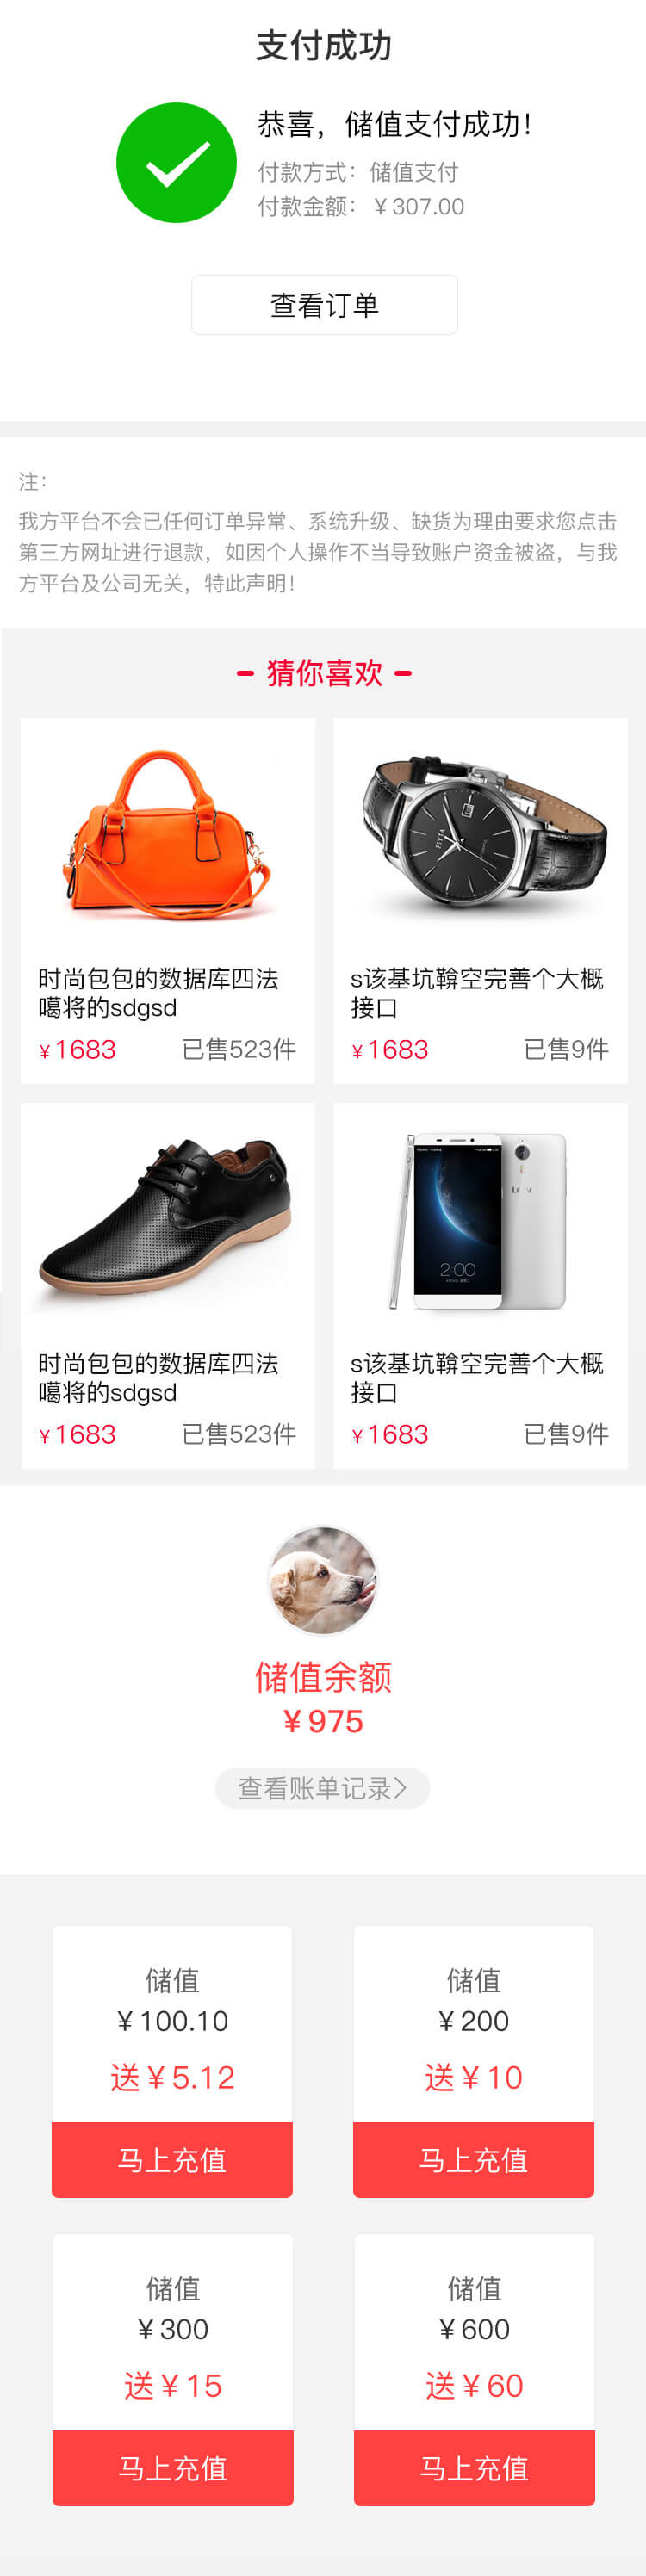 支付成功
恭喜，储值支付成功！
付款方式：储值支付
付款金额：￥307.00
查看订单
注：
我方平台不会已任何订单异常、系统升级、缺货为理由要求您点击
第三方网址进行退款，如因个人操作不当导致账户资金被盗，与我
方平台及公司无关，特此声明！
猜你喜欢
FIYTA
时尚包包的数据库四法
噶将的sdgsd
￥1683 已售523件
s该基坑鞥空完善个大概
接口
￥1683 已售9件
2:00
时尚包包的数据库四法
噶将的sdgsd
￥1683 已售523件
s该基坑鞥空完善个大概
接口
￥1683 已售9件
储值余额
￥975
查看账单记录>
储值
￥100.10
送￥5.12
马上充值
储值
￥200
送￥10
马上充值
储值
￥300
送￥15
马上充值
储值
￥600
送￥60
马上充值